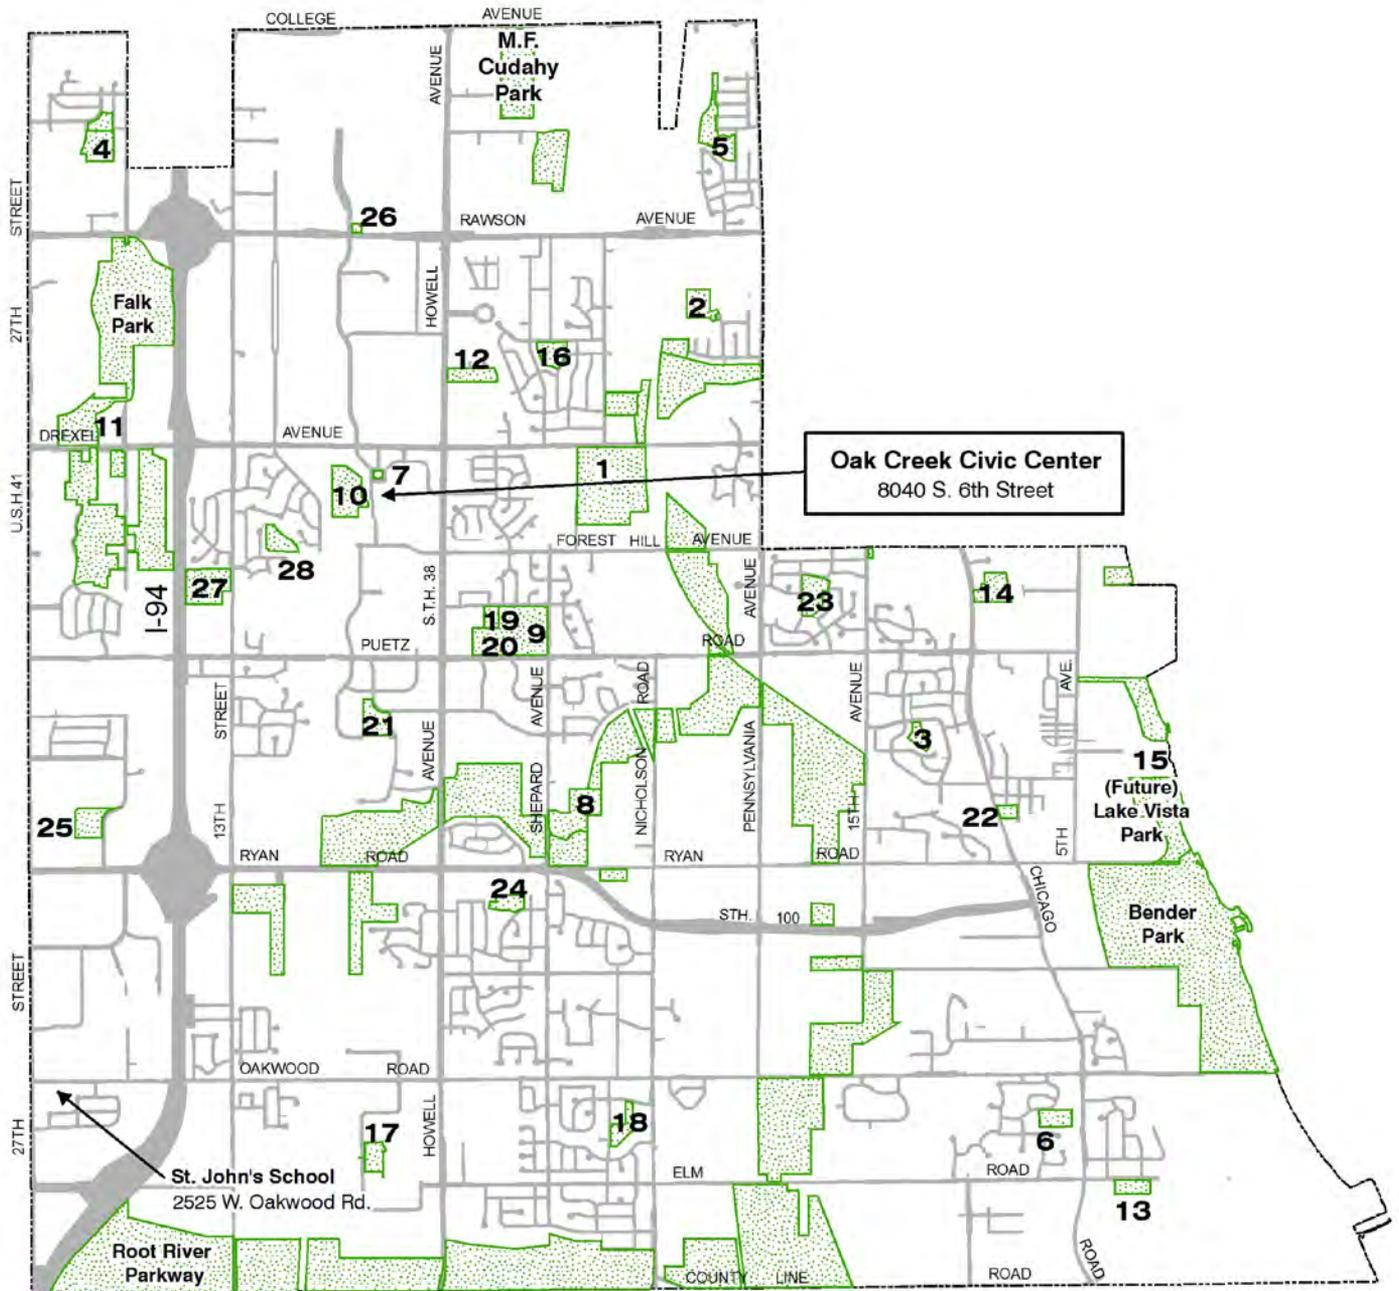 COLLEGE AVENUE
M.F.
Cudahy
Park
AVENUE
4
5
STREET
26
RAWSON AVENUE
Falk
Park
27TH
HOWELL
2
12
16
11
DREXEL AVENUE
U.S.H.41
7
10
1
Oak Creek Civic Center
8040 S. 6th Street
FOREST HILL AVENUE
28
27
I-94
S.T.H. 38
AVENUE
23
14
19
9
20
PUETZ ROAD
STREET
AVENUE
ROAD
AVENUE
AVE.
21
AVENUE
3
13TH
SHEPARD
NICHOLSON
PENNSYLVANIA
15TH
5TH
15
(Future)
Lake Vista
Park
25
8
22
RYAN ROAD RYAN ROAD
24
CHICAGO
STH. 100
Bender
Park
STREET
OAKWOOD ROAD
27TH
17
HOWELL
18
6
St. John's School
2525 W. Oakwood Rd.
ELM ROAD
13
Root River
Parkway
COUNTY LINE ROAD
ROAD